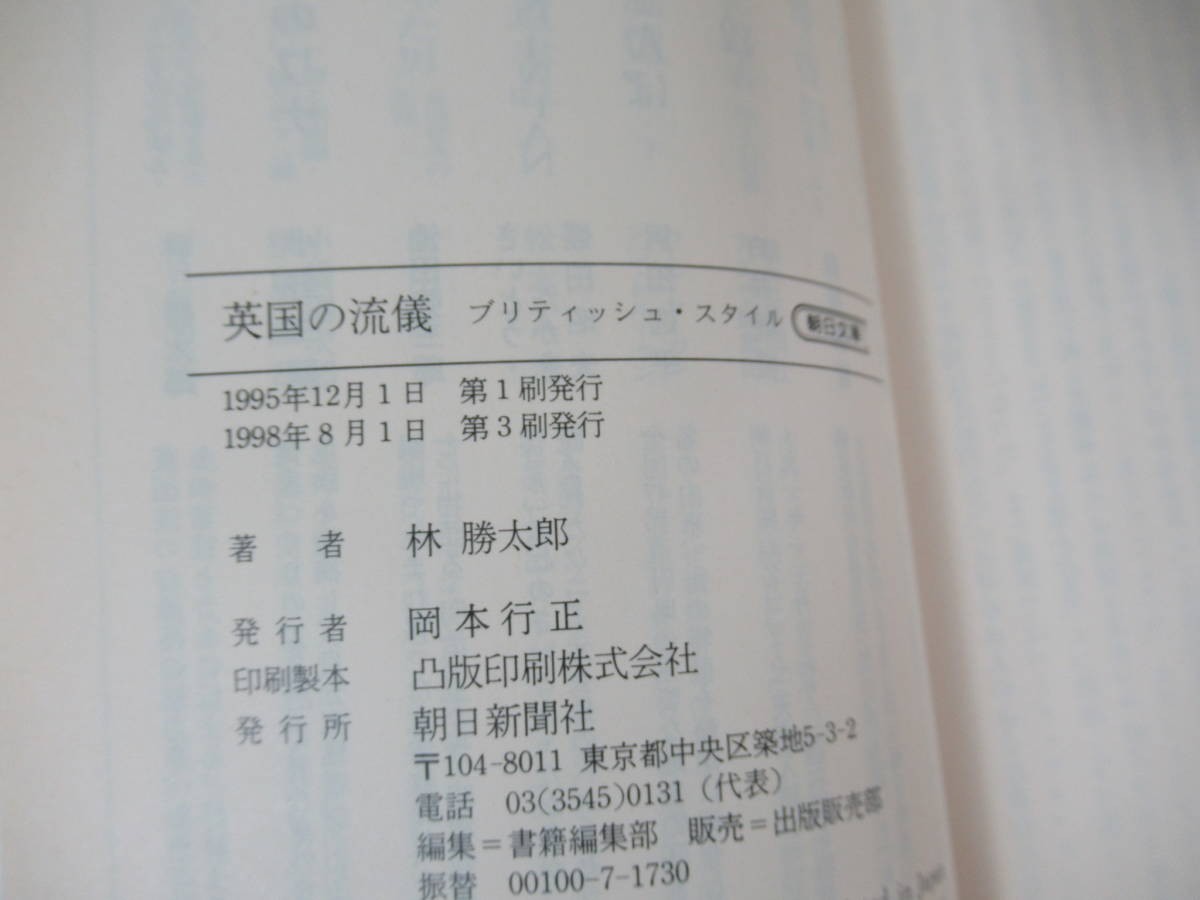 英国の流儀 ブリティッシュ・スタイル 朝日文庫
1995年12月1日 第1刷発行
1998年8月1日 第3刷発行
著者 林 勝太郎
発行者 岡本行正
印刷製本 凸版印刷株式会社
発行所 朝日新聞社
〒104-8011 東京都中央区築地5-3-2
電話 03(3545)0131(代表)
編集=書籍編集部 販売=出版販売部
振替 00100-7-1730
in Japan